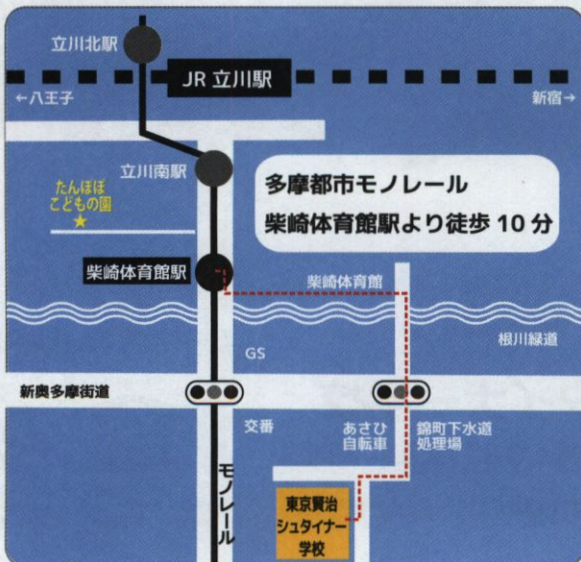 立川北駅
JR 立川駅
←八王子
新宿→
立川南駅
たんぽぽ
こどもの園
多摩都市モノレール
柴崎体育館駅より徒歩 10 分
柴崎体育館駅
柴崎体育館
根川緑道
GS
新奥多摩街道
交番
あさひ
自転車
錦町下水道
処理場
モノレール
東京賢治
シュタイナー
学校